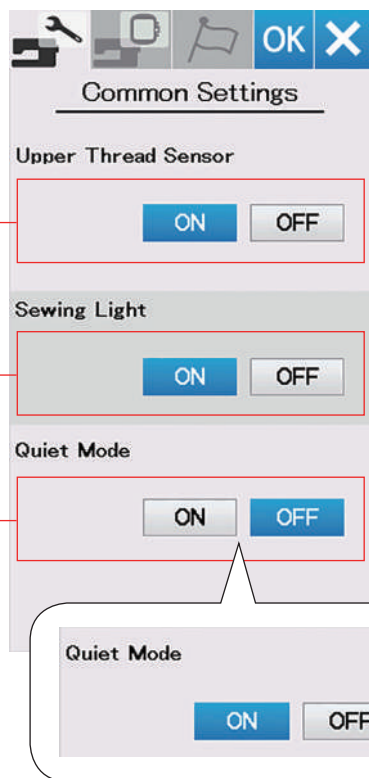 OK
Common Settings
Upper Thread Sensor
ON OFF
Sewing Light
ON OFF
Quiet Mode
ON OFF
Quiet Mode
ON OFF